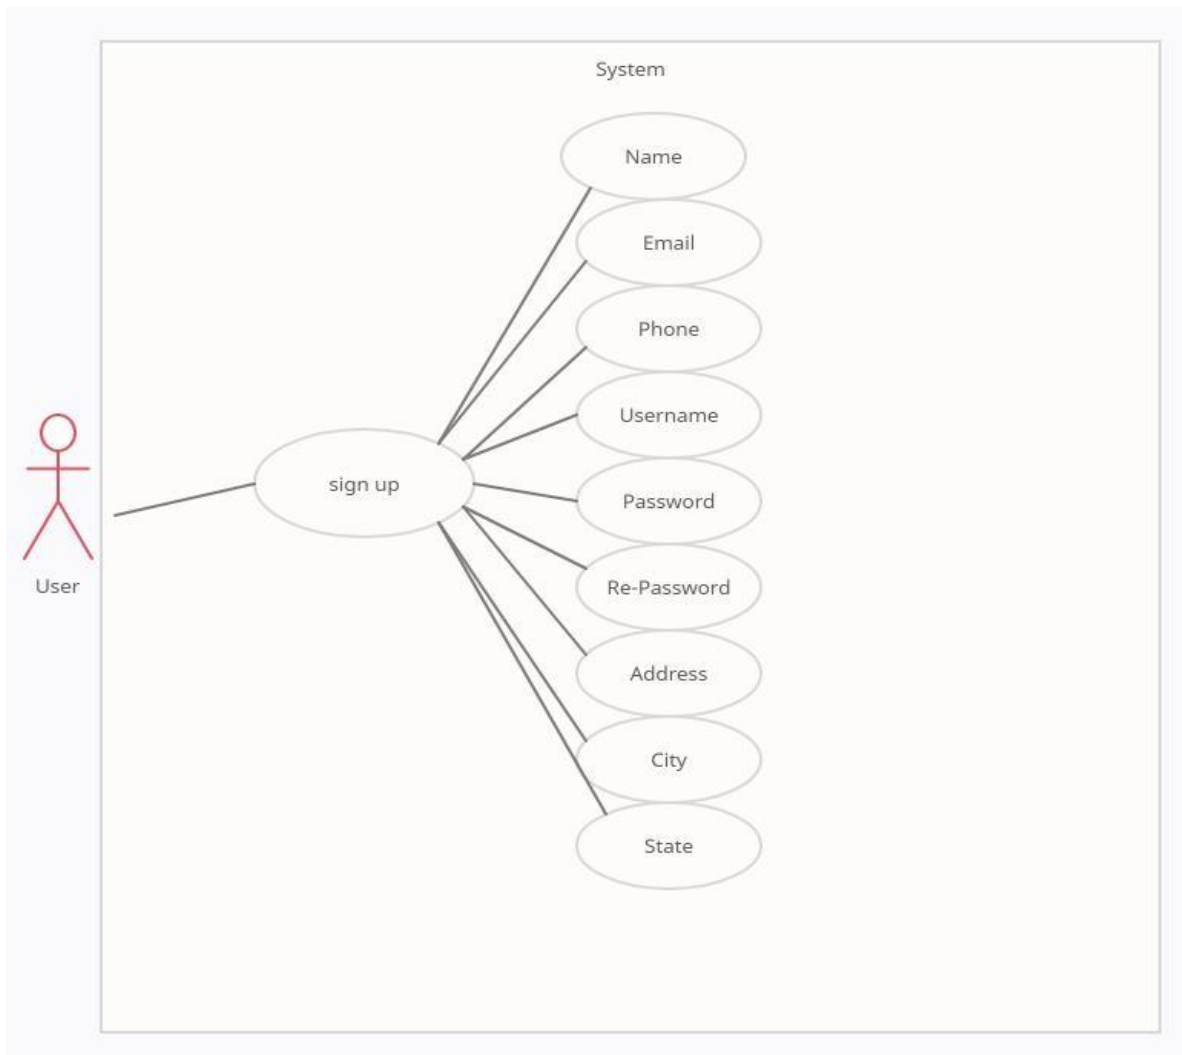 System
Name
Email
Phone
Username
sign up
Password
User
Re-Password
Address
City
State